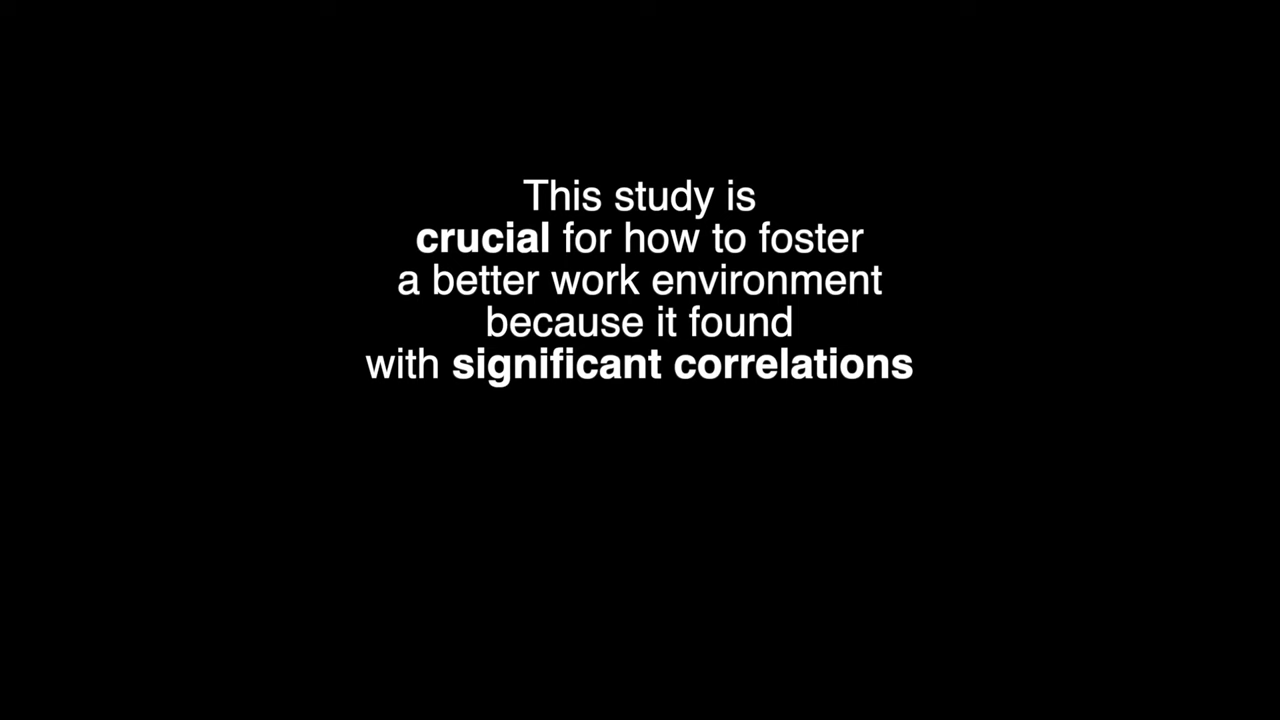 This study is
crucial for how to foster
a better work environment
because it found
with significant correlations